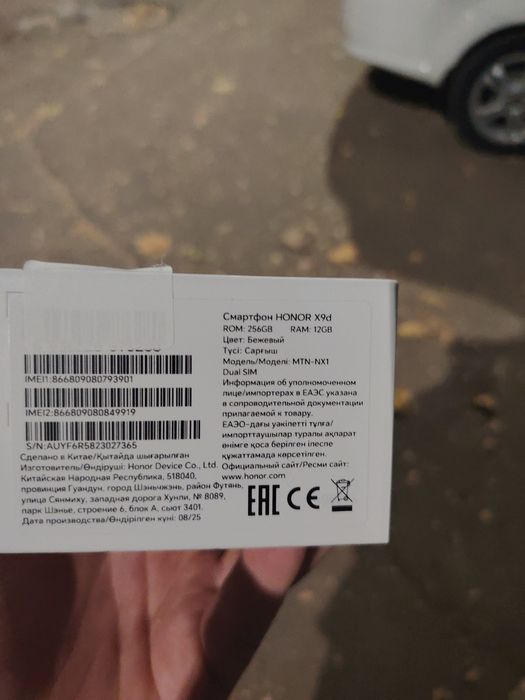 Смартфон HONOR X9d
ROM: 256GB RAM: 12GB
Цвет: Бежевый
Түсі: Сарғыш
Модель/Моделі: MTN-NX1
Dual SIM
Информация об уполномоченном
лице/импортерах в ЕАЭС указана
в сопроводительной документации
прилагаемой к товару.
ЕАЭО-дағы уәкілетті тұлға/
импорттаушылар туралы ақпарат
өнімге қоса берілген ілеспе
құжаттамада көрсетілген.
Официальный сайт/Ресми сайт:
www.honor.com
IMEI1: 866809080793901
IMEI2: 866809080849919
S/N: AUYF6R5823027365
Сделано в Китае/Қытайда шығарылған
Изготовитель/Өндіруші: Honor Device Co., Ltd.
Китайская Народная Республика, 518040,
провинция Гуандун, город Шэньчжэнь, район Футянь,
улица Сянмиху, западная дорога Хунли, № 8089,
парк Шэнье, строение 6, блок А, сьют 3401.
Дата производства/Өндірілген күні: 08/25
EAC CE